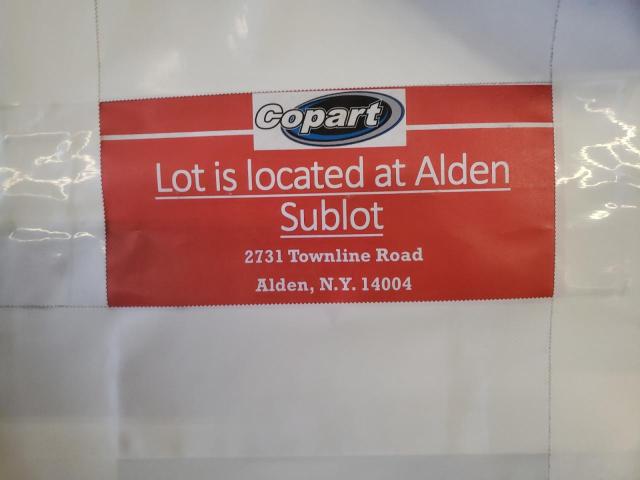 Copart
Lot is located at Alden
Sublot
2731 Townline Road
Alden, N.Y. 14004